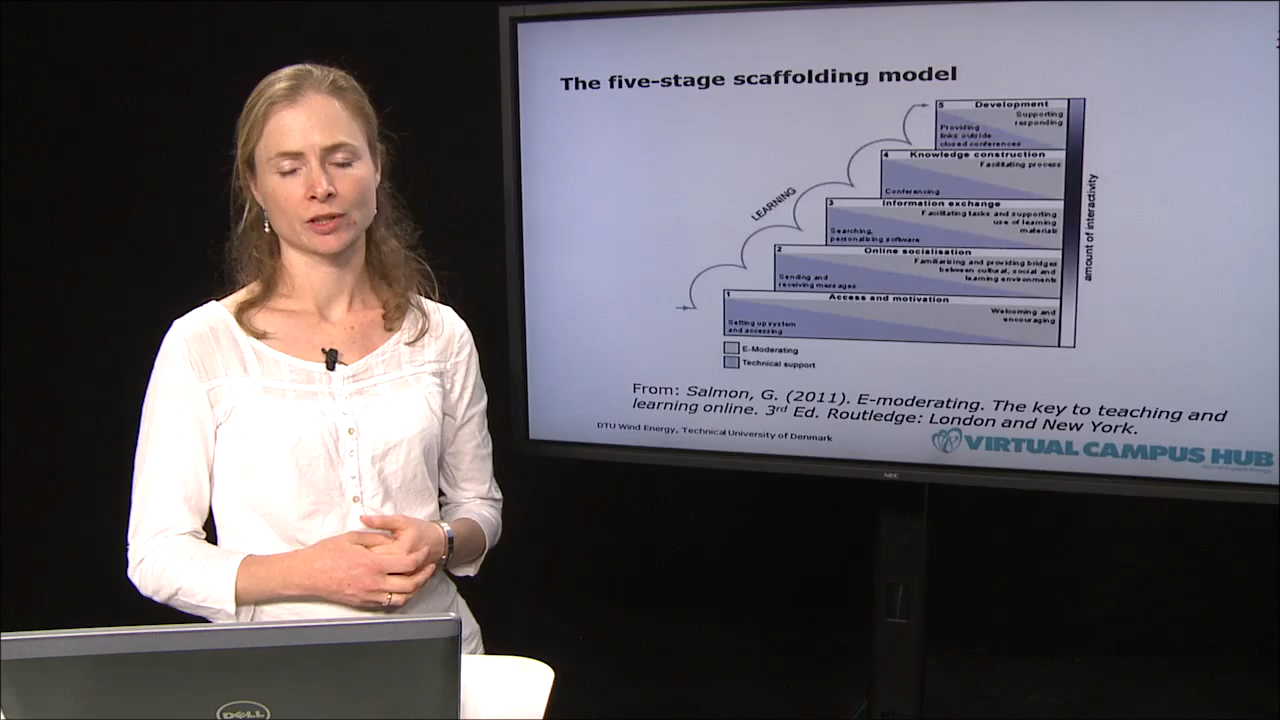 The five-stage scaffolding model
5 Development
Supporting
responding
Providing
links outside
closed conferences
4 Knowledge construction
Facilitating process
Conferencing
3 Information exchange
Facilitating tasks and supporting
use of learning
materials
Searching,
personalising software
2 Online socialisation
Familiarising and providing bridges
between cultural, social and
learning environments
Sending and
receiving messages
1 Access and motivation
Welcoming and
encouraging
Setting up system
and accessing
LEARNING
amount of interactivity
E-Moderating
Technical support
From: Salmon, G. (2011). E-moderating. The key to teaching and
learning online. 3rd Ed. Routledge: London and New York.
DTU Wind Energy, Technical University of Denmark
VIRTUAL CAMPUS HUB
NEC
DELL